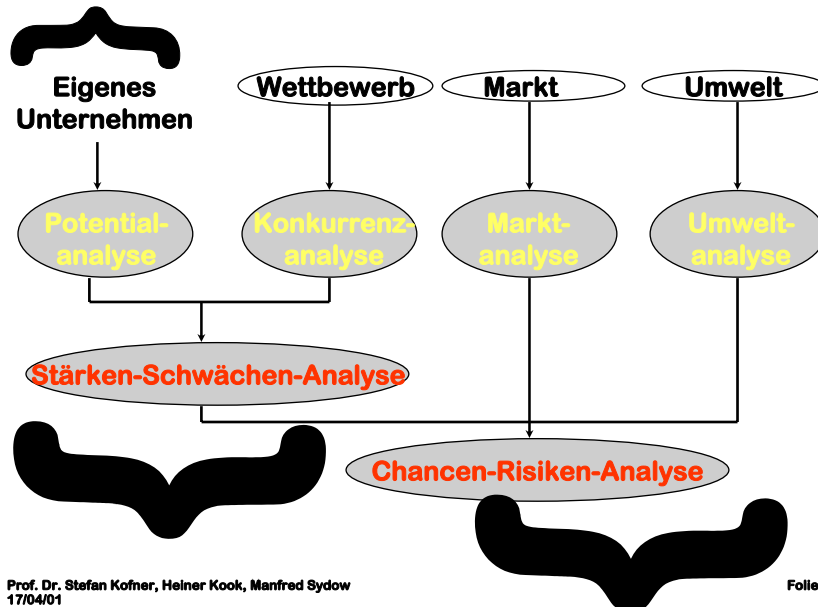 Eigenes
Unternehmen
Wettbewerb
Markt
Umwelt
Potential-
analyse
Konkurrenz-
analyse
Markt-
analyse
Umwelt-
analyse
Stärken-Schwächen-Analyse
Chancen-Risiken-Analyse
Prof. Dr. Stefan Kofner, Heiner Kook, Manfred Sydow
17/04/01
Folie